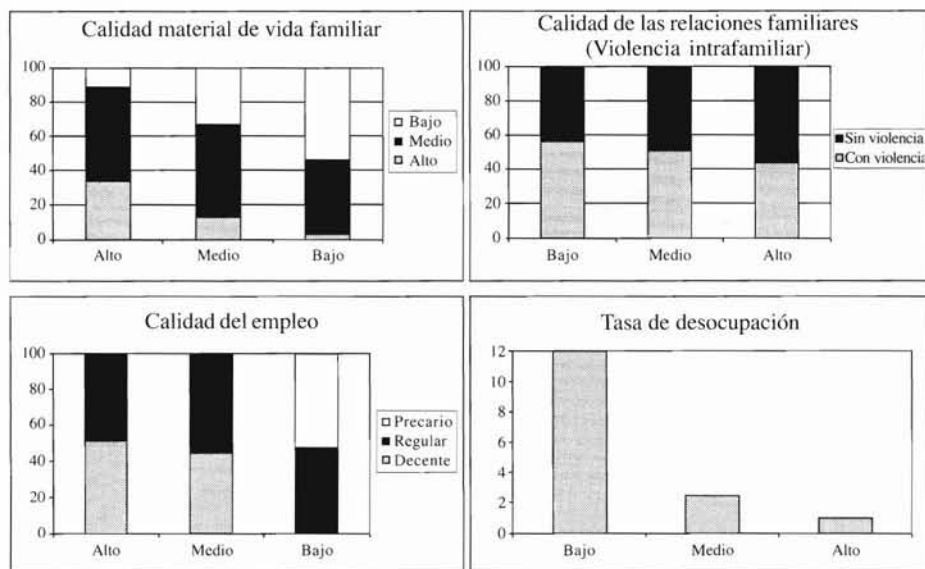 Calidad material de vida familiar
100
80
60
40
20
0
Alto
Medio
Bajo
Bajo
Medio
Alto
Calidad de las relaciones familiares
(Violencia intrafamiliar)
100
80
60
40
20
0
Bajo
Medio
Alto
Sin violencia
Con violencia
Calidad del empleo
100
80
60
40
20
0
Alto
Medio
Bajo
Precario
Regular
Decente
Tasa de desocupación
12
10
8
6
4
2
0
Bajo
Medio
Alto